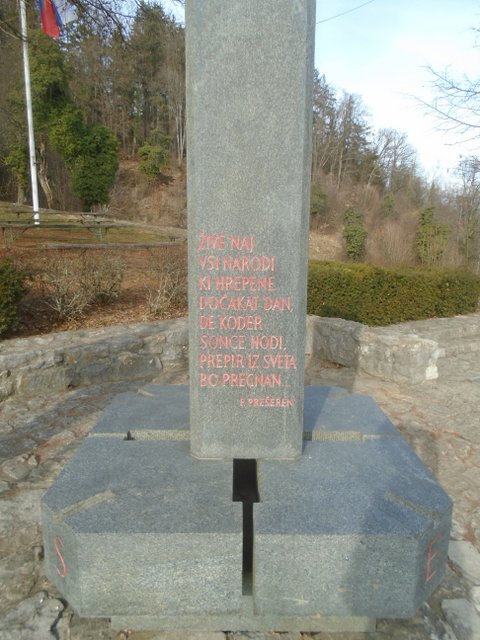 ŽIVE NAJ
VSI NARODI
KI HREPENE
DOČAKAT DAN,
DE KODER
SONCE HODI,
PREPIR IZ SVETA
BO PREGNAN...
F. PREŠEREN
S
E